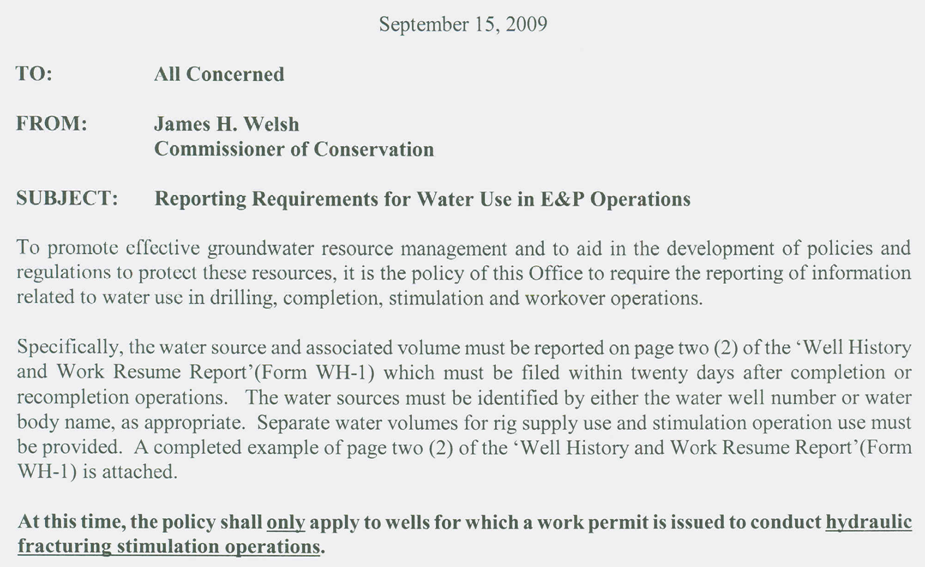 September 15, 2009
TO: All Concerned
FROM: James H. Welsh
Commissioner of Conservation
SUBJECT: Reporting Requirements for Water Use in E&P Operations
To promote effective groundwater resource management and to aid in the development of policies and
regulations to protect these resources, it is the policy of this Office to require the reporting of information
related to water use in drilling, completion, stimulation and workover operations.
Specifically, the water source and associated volume must be reported on page two (2) of the ‘Well History
and Work Resume Report’(Form WH-1) which must be filed within twenty days after completion or
recompletion operations. The water sources must be identified by either the water well number or water
body name, as appropriate. Separate water volumes for rig supply use and stimulation operation use must
be provided. A completed example of page two (2) of the ‘Well History and Work Resume Report’(Form
WH-1) is attached.
At this time, the policy shall only apply to wells for which a work permit is issued to conduct hydraulic
fracturing stimulation operations.